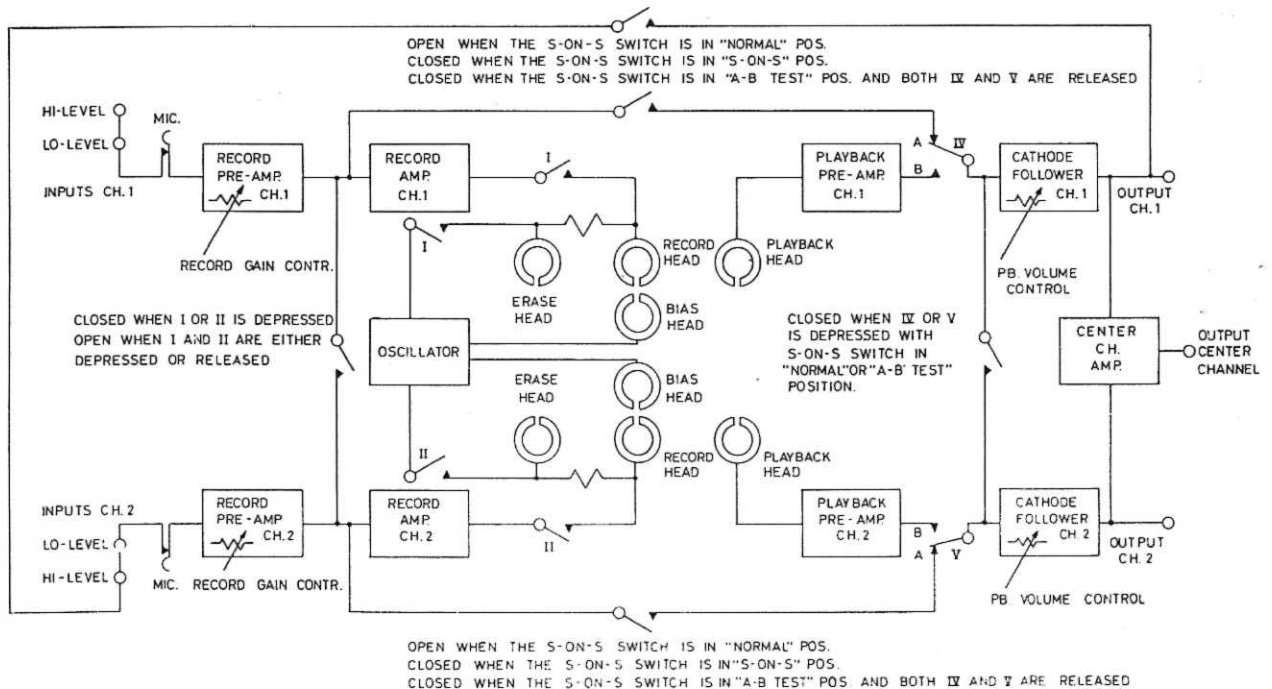 OPEN WHEN THE S-ON-S SWITCH IS IN "NORMAL" POS.
CLOSED WHEN THE S-ON-S SWITCH IS IN "S-ON-S" POS.
CLOSED WHEN THE S-ON-S SWITCH IS IN "A-B TEST" POS. AND BOTH IV AND V ARE RELEASED
HI-LEVEL
LO-LEVEL
MIC.
INPUTS CH.1
RECORD
PRE-AMP.
CH.1
RECORD GAIN CONTR.
RECORD
AMP.
CH.1
I
I
ERASE
HEAD
RECORD
HEAD
BIAS
HEAD
PLAYBACK
HEAD
PLAYBACK
PRE-AMP.
CH.1
A
IV
B
CATHODE
FOLLOWER
CH.1
OUTPUT
CH.1
PB. VOLUME
CONTROL
CLOSED WHEN I OR II IS DEPRESSED
OPEN WHEN I AND II ARE EITHER
DEPRESSED OR RELEASED
OSCILLATOR
CLOSED WHEN IV OR V
IS DEPRESSED WITH
S-ON-S SWITCH IN
"NORMAL" OR "A-B' TEST"
POSITION.
CENTER
CH.
AMP.
OUTPUT
CENTER
CHANNEL
ERASE
HEAD
BIAS
HEAD
RECORD
HEAD
PLAYBACK
HEAD
II
INPUTS CH.2
LO-LEVEL
HI-LEVEL
MIC.
RECORD
PRE-AMP
CH.2
RECORD GAIN CONTR.
RECORD
AMP.
CH.2
II
PLAYBACK
PRE-AMP.
CH.2
B
A
V
CATHODE
FOLLOWER
CH.2
OUTPUT
CH.2
PB. VOLUME CONTROL
OPEN WHEN THE S-ON-S SWITCH IS IN "NORMAL" POS.
CLOSED WHEN THE S-ON-S SWITCH IS IN "S-ON-S" POS.
CLOSED WHEN THE S-ON-S SWITCH IS IN "A-B TEST" POS. AND BOTH IV AND V ARE RELEASED